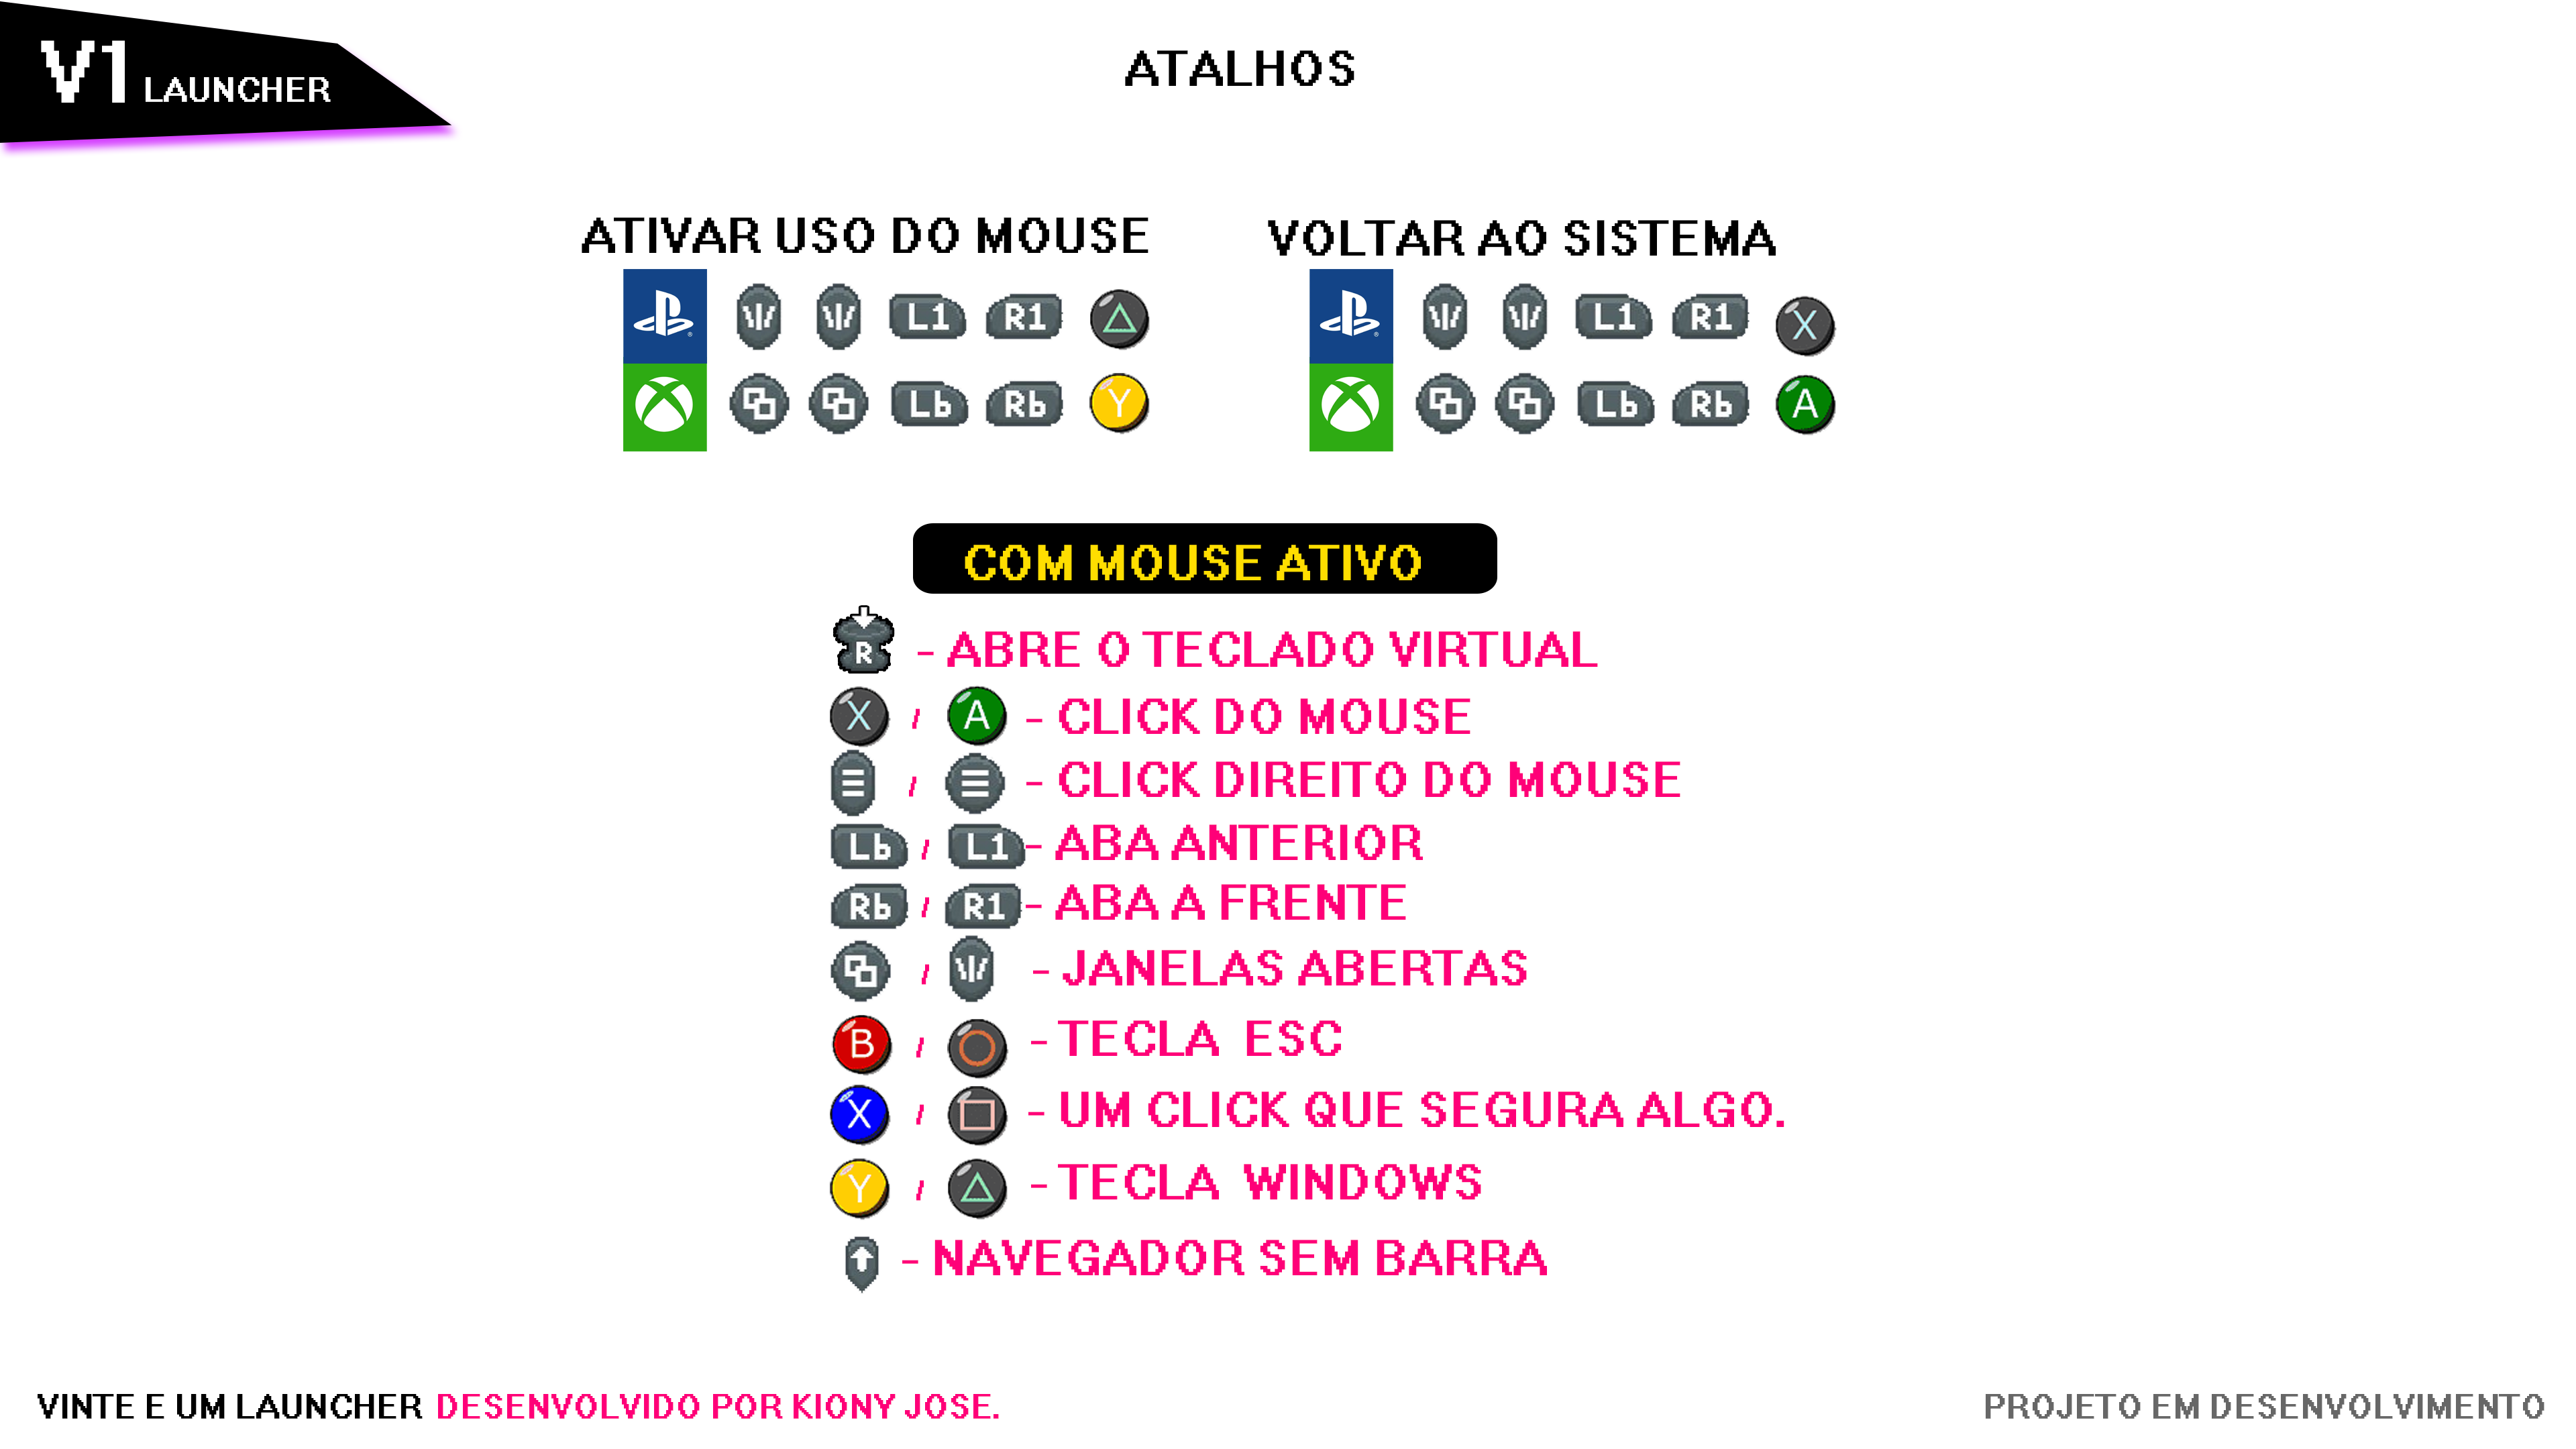 V1 LAUNCHER
ATALHOS
ATIVAR USO DO MOUSE
L1 R1
Lb Rb Y
VOLTAR AO SISTEMA
L1 R1 X
Lb Rb A
COM MOUSE ATIVO
R - ABRE O TECLADO VIRTUAL
X / A - CLICK DO MOUSE
/ - CLICK DIREITO DO MOUSE
Lb / L1 - ABA ANTERIOR
Rb / R1 - ABA A FRENTE
/ - JANELAS ABERTAS
B / - TECLA ESC
X / - UM CLICK QUE SEGURA ALGO.
Y / - TECLA WINDOWS
- NAVEGADOR SEM BARRA
VINTE E UM LAUNCHER DESENVOLVIDO POR KIONY JOSE.
PROJETO EM DESENVOLVIMENTO